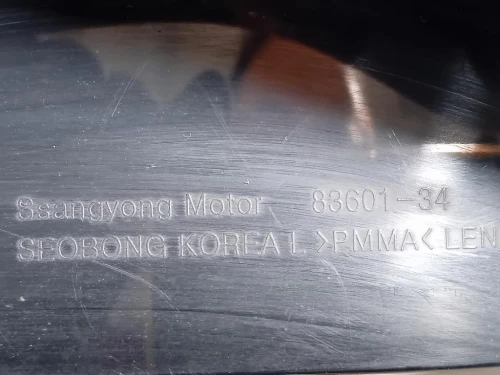 Ssangyong Motor 83601-34
SEOBONG KOREA L >PMMA< LEN